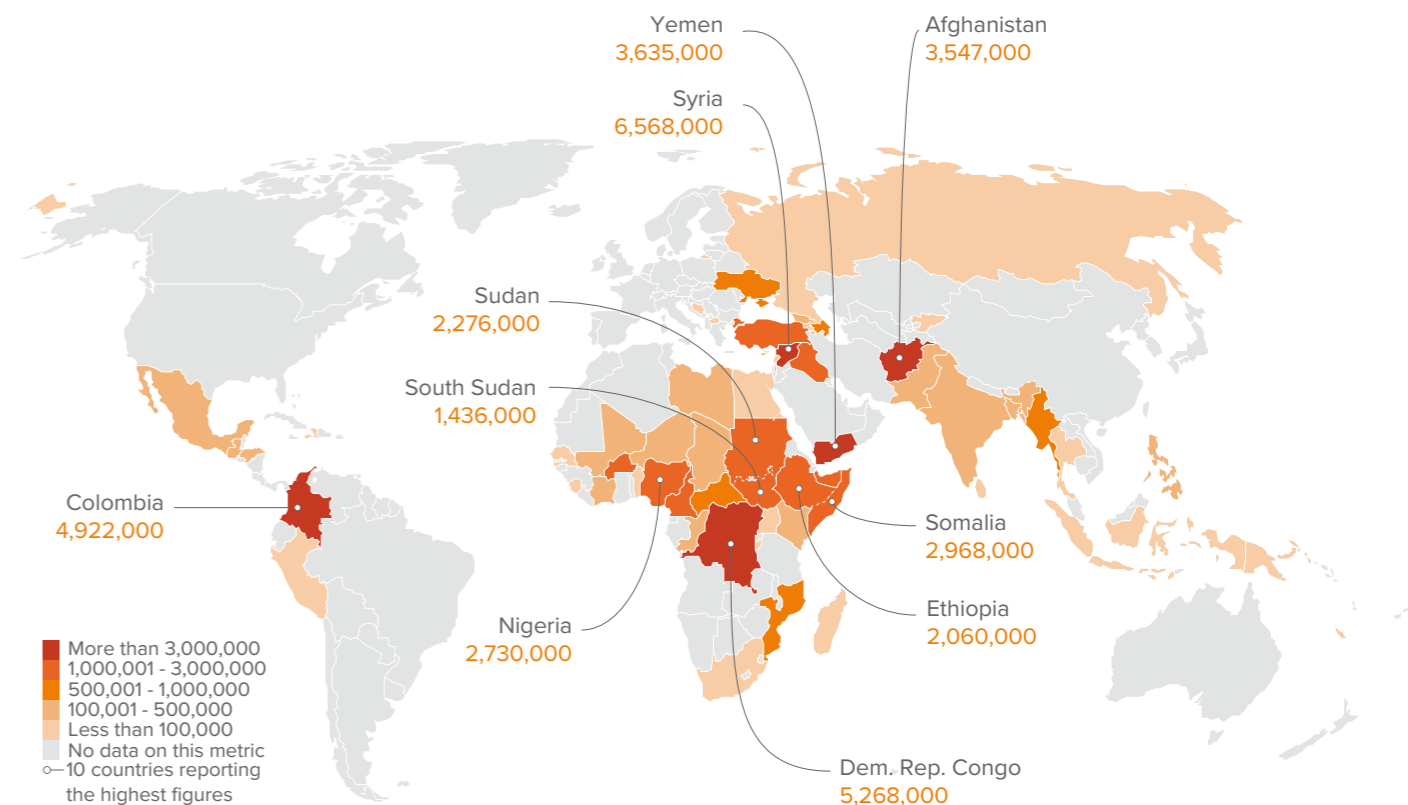 Yemen
3,635,000
Afghanistan
3,547,000
Syria
6,568,000
Sudan
2,276,000
South Sudan
1,436,000
Colombia
4,922,000
Nigeria
2,730,000
Somalia
2,968,000
Ethiopia
2,060,000
Dem. Rep. Congo
5,268,000
More than 3,000,000
1,000,001 - 3,000,000
500,001 - 1,000,000
100,001 - 500,000
Less than 100,000
No data on this metric
10 countries reporting
the highest figures